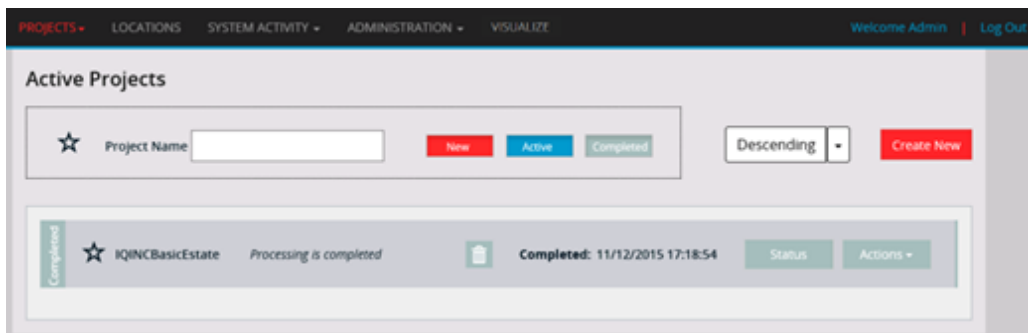 PROJECTS LOCATIONS SYSTEM ACTIVITY ADMINISTRATION VISUALIZE Welcome Admin | Log Out
Active Projects
Project Name New Active Completed Descending Create New
Completed IQINCBasicEstate Processing is completed Completed: 11/12/2015 17:18:54 Status Actions